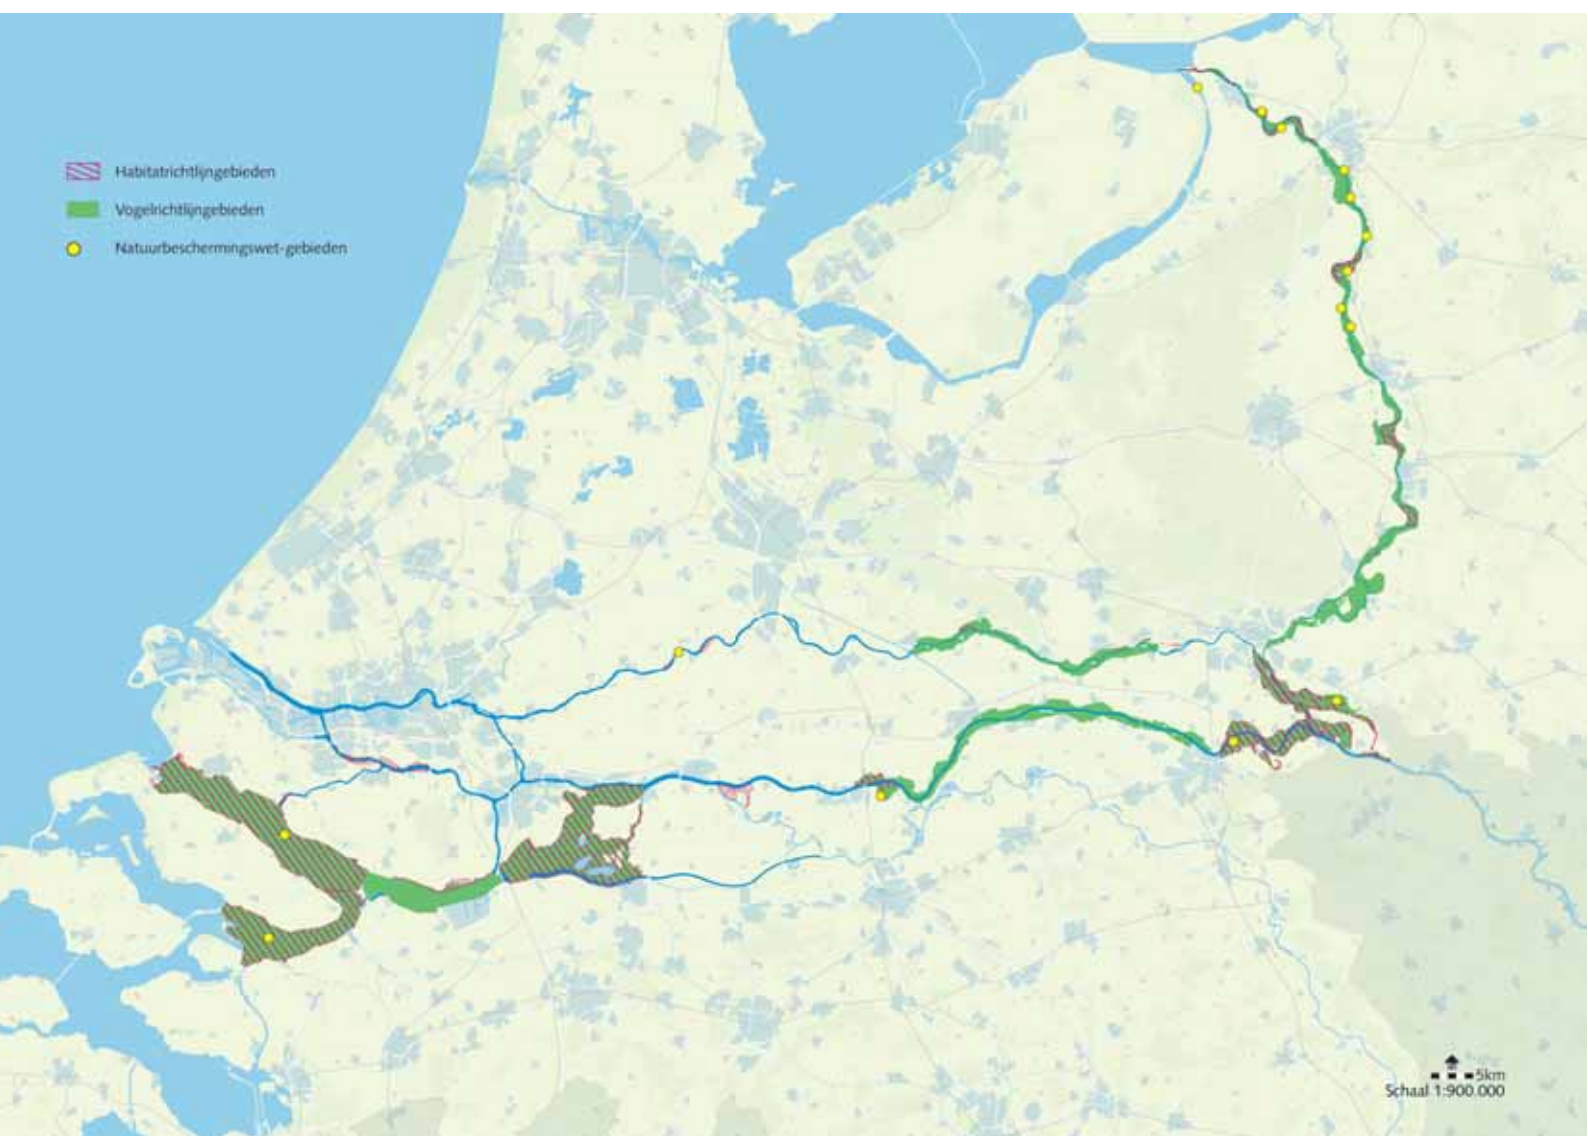 Habitatrichtlijngebieden
Vogelrichtlijngebieden
Natuurbeschermingswet-gebieden
5km
Schaal 1:900.000